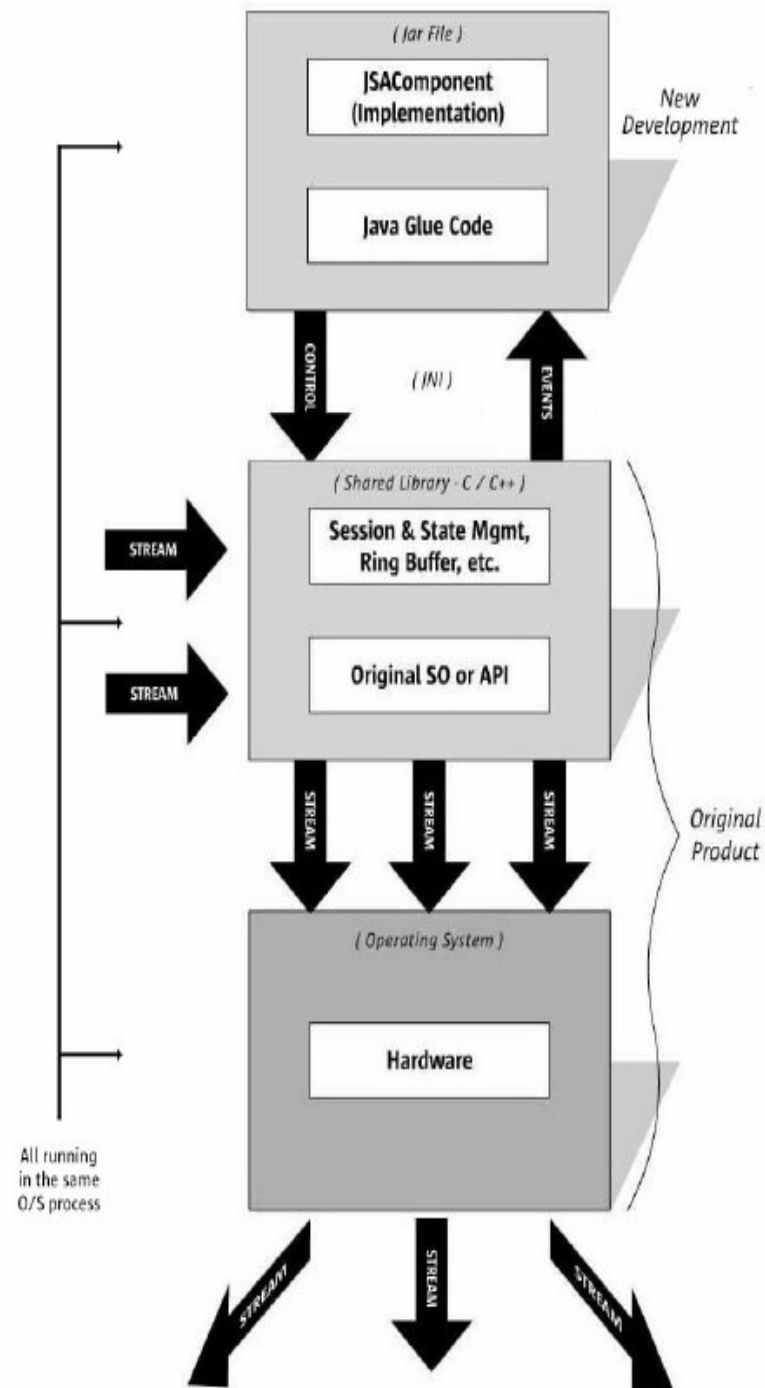 ( Jar File )
JSAComponent
(Implementation)
New
Development
Java Glue Code
CONTROL
( JNI )
EVENTS
( Shared Library - C / C++ )
Session & State Mgmt,
Ring Buffer, etc.
STREAM
Original SO or API
STREAM
STREAM
STREAM
STREAM
Original
Product
( Operating System )
Hardware
All running
in the same
O/S process
STREAM
STREAM
STREAM